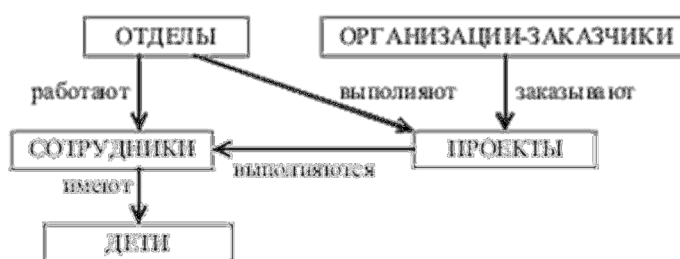 ОТДЕЛЫ ОРГАНИЗАЦИИ-ЗАКАЗЧИКИ
работают выполняют заказывают
СОТРУДНИКИ ПРОЕКТЫ
имеют выполняются
ДЕТИ